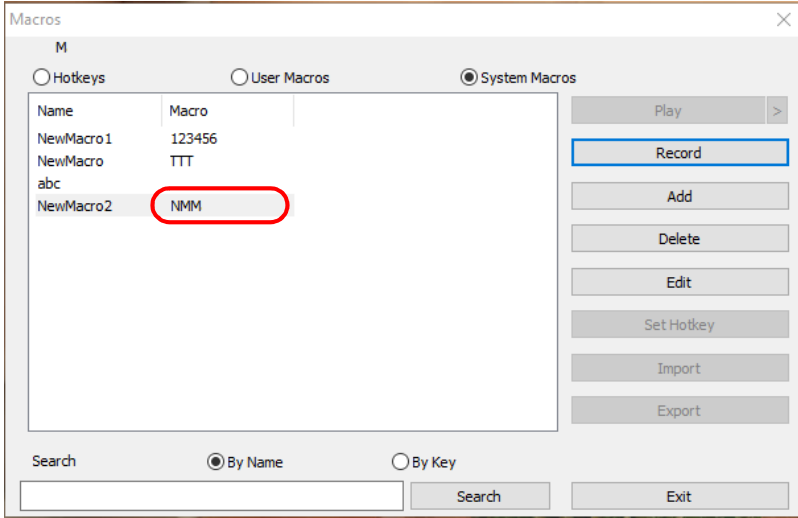 Macros
M
Hotkeys User Macros System Macros
Name Macro
NewMacro1 123456
NewMacro TTT
abc
NewMacro2 NMM
Play >
Record
Add
Delete
Edit
Set Hotkey
Import
Export
Search By Name By Key
Search Exit